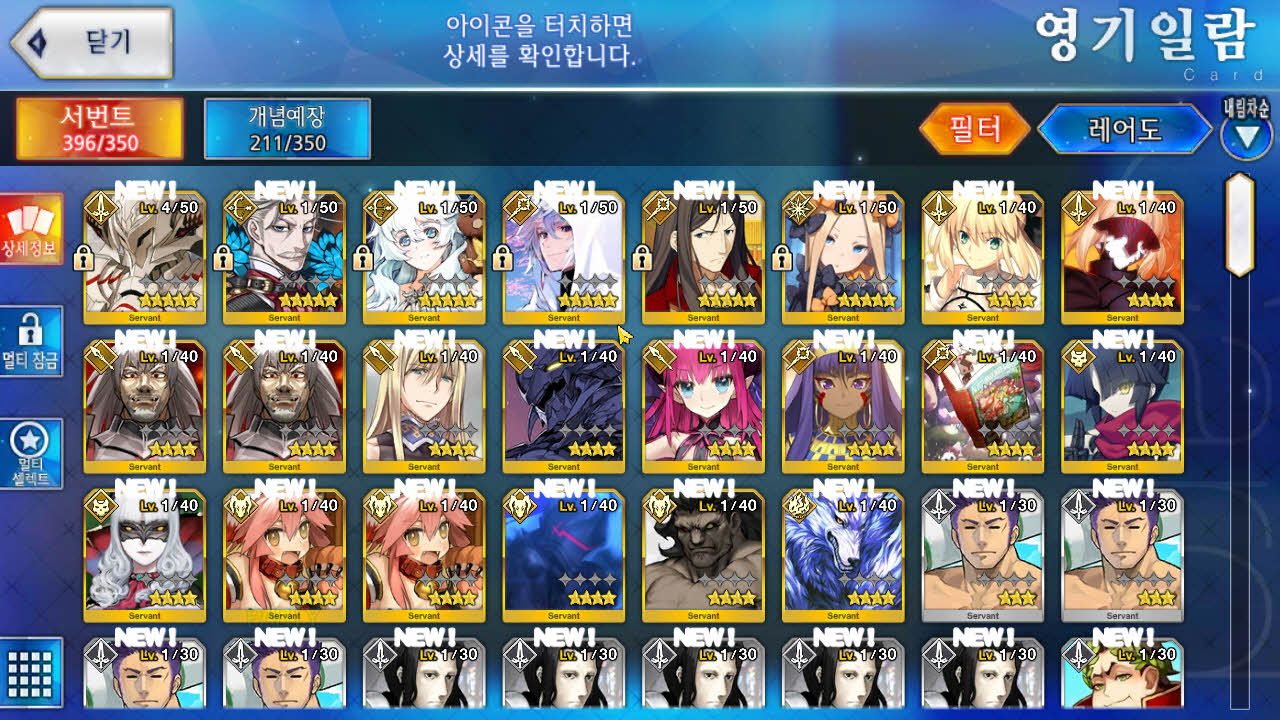 닫기
아이콘을 터치하면
상세를 확인합니다.
영기일람
Card
서번트
396/350
개념예장
211/350
필터
레어도
내림차순
상세정보
멀티 잠금
멀티
셀렉트
NEW! NEW! NEW! NEW! NEW! NEW! NEW! NEW!
Lv. 4/50 Lv. 1/50 Lv. 1/50 Lv. 1/50 Lv. 1/50 Lv. 1/50 Lv. 1/40 Lv. 1/40
Servant Servant Servant Servant Servant Servant Servant Servant
NEW! NEW! NEW! NEW! NEW! NEW! NEW! NEW!
Lv. 1/40 Lv. 1/40 Lv. 1/40 Lv. 1/40 Lv. 1/40 Lv. 1/40 Lv. 1/40 Lv. 1/40
Servant Servant Servant Servant Servant Servant Servant Servant
NEW! NEW! NEW! NEW! NEW! NEW! NEW! NEW!
Lv. 1/40 Lv. 1/40 Lv. 1/40 Lv. 1/40 Lv. 1/40 Lv. 1/40 Lv. 1/30 Lv. 1/30
Servant Servant Servant Servant Servant Servant Servant Servant
NEW! NEW! NEW! NEW! NEW! NEW! NEW! NEW!
Lv. 1/30 Lv. 1/30 Lv. 1/30 Lv. 1/30 Lv. 1/30 Lv. 1/30 Lv. 1/30 Lv. 1/30